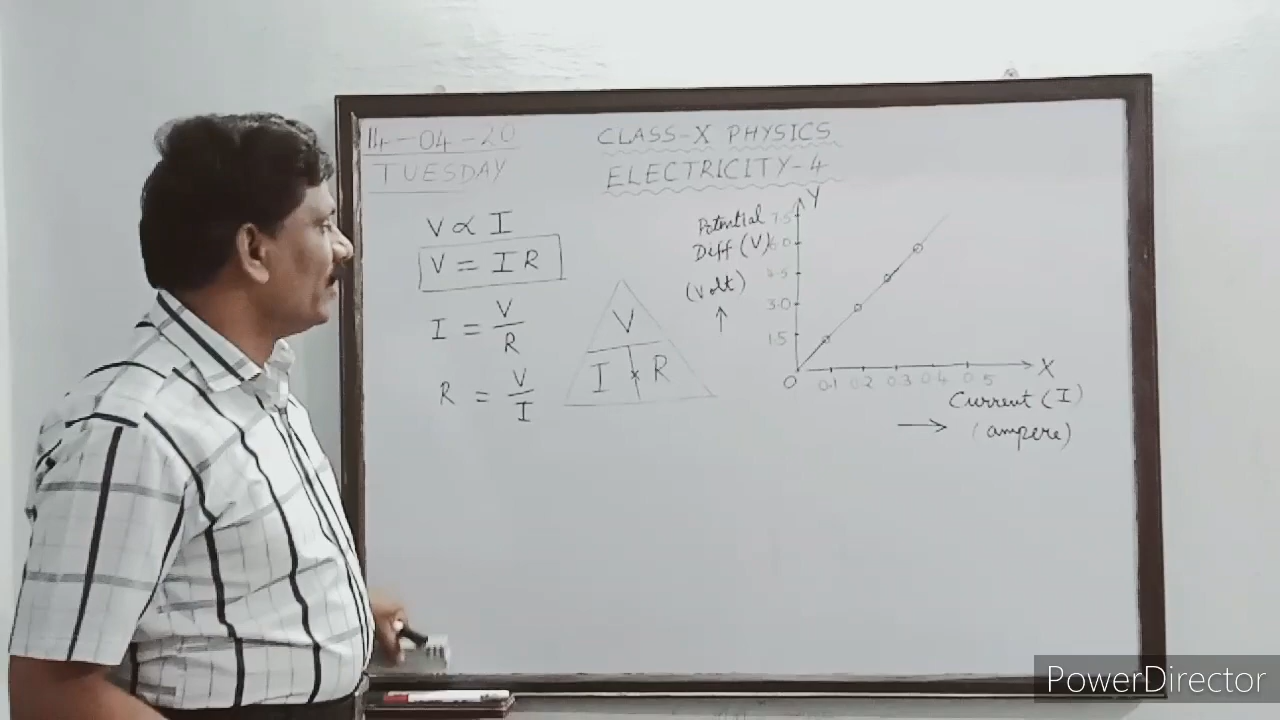 14-04-20
TUESDAY
CLASS-X PHYSICS
ELECTRICITY-4
V ∝ I
V = IR
I = V/R
R = V/I
V
I × R
Potential
Diff (V)
(Volt)
↑
Y
7.5
6.0
4.5
3.0
1.5
O 0.1 0.2 0.3 0.4 0.5 X
Current (I)
→ (ampere)
PowerDirector